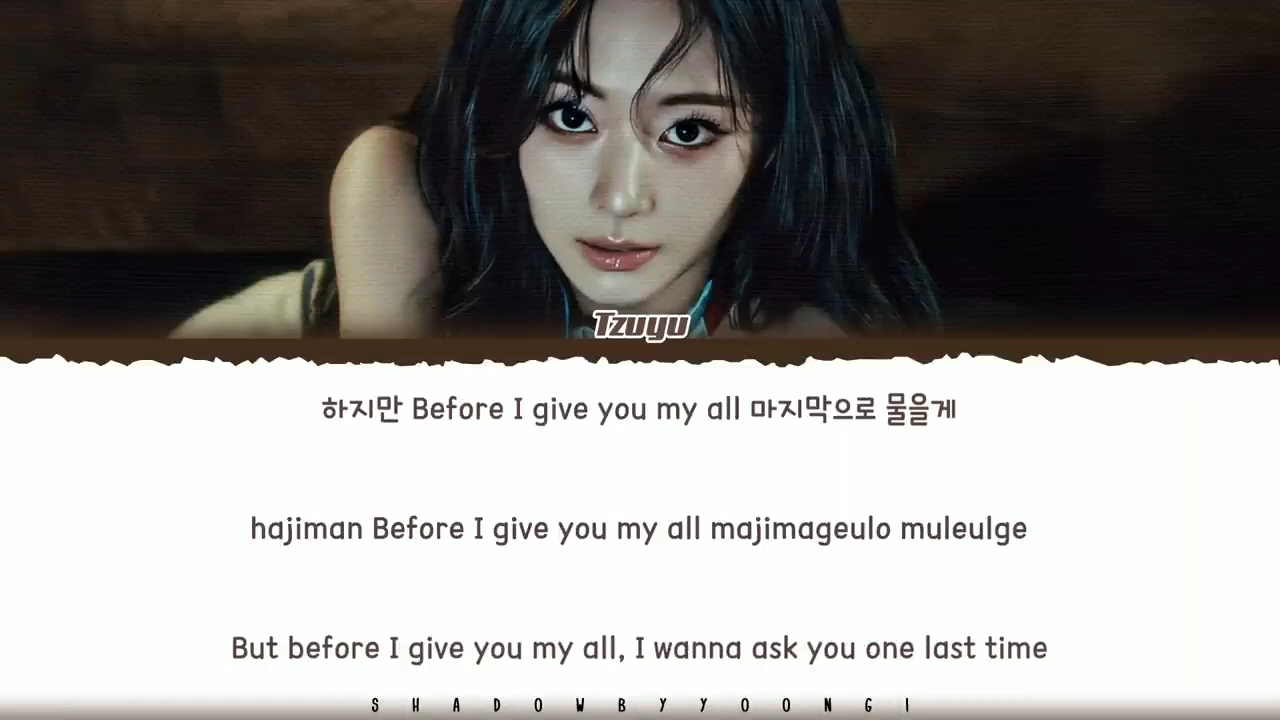 Tzuyu
하지만 Before I give you my all 마지막으로 물을게
hajiman Before I give you my all majimageulo muleulge
But before I give you my all, I wanna ask you one last time
SHADOWBYYOONGI